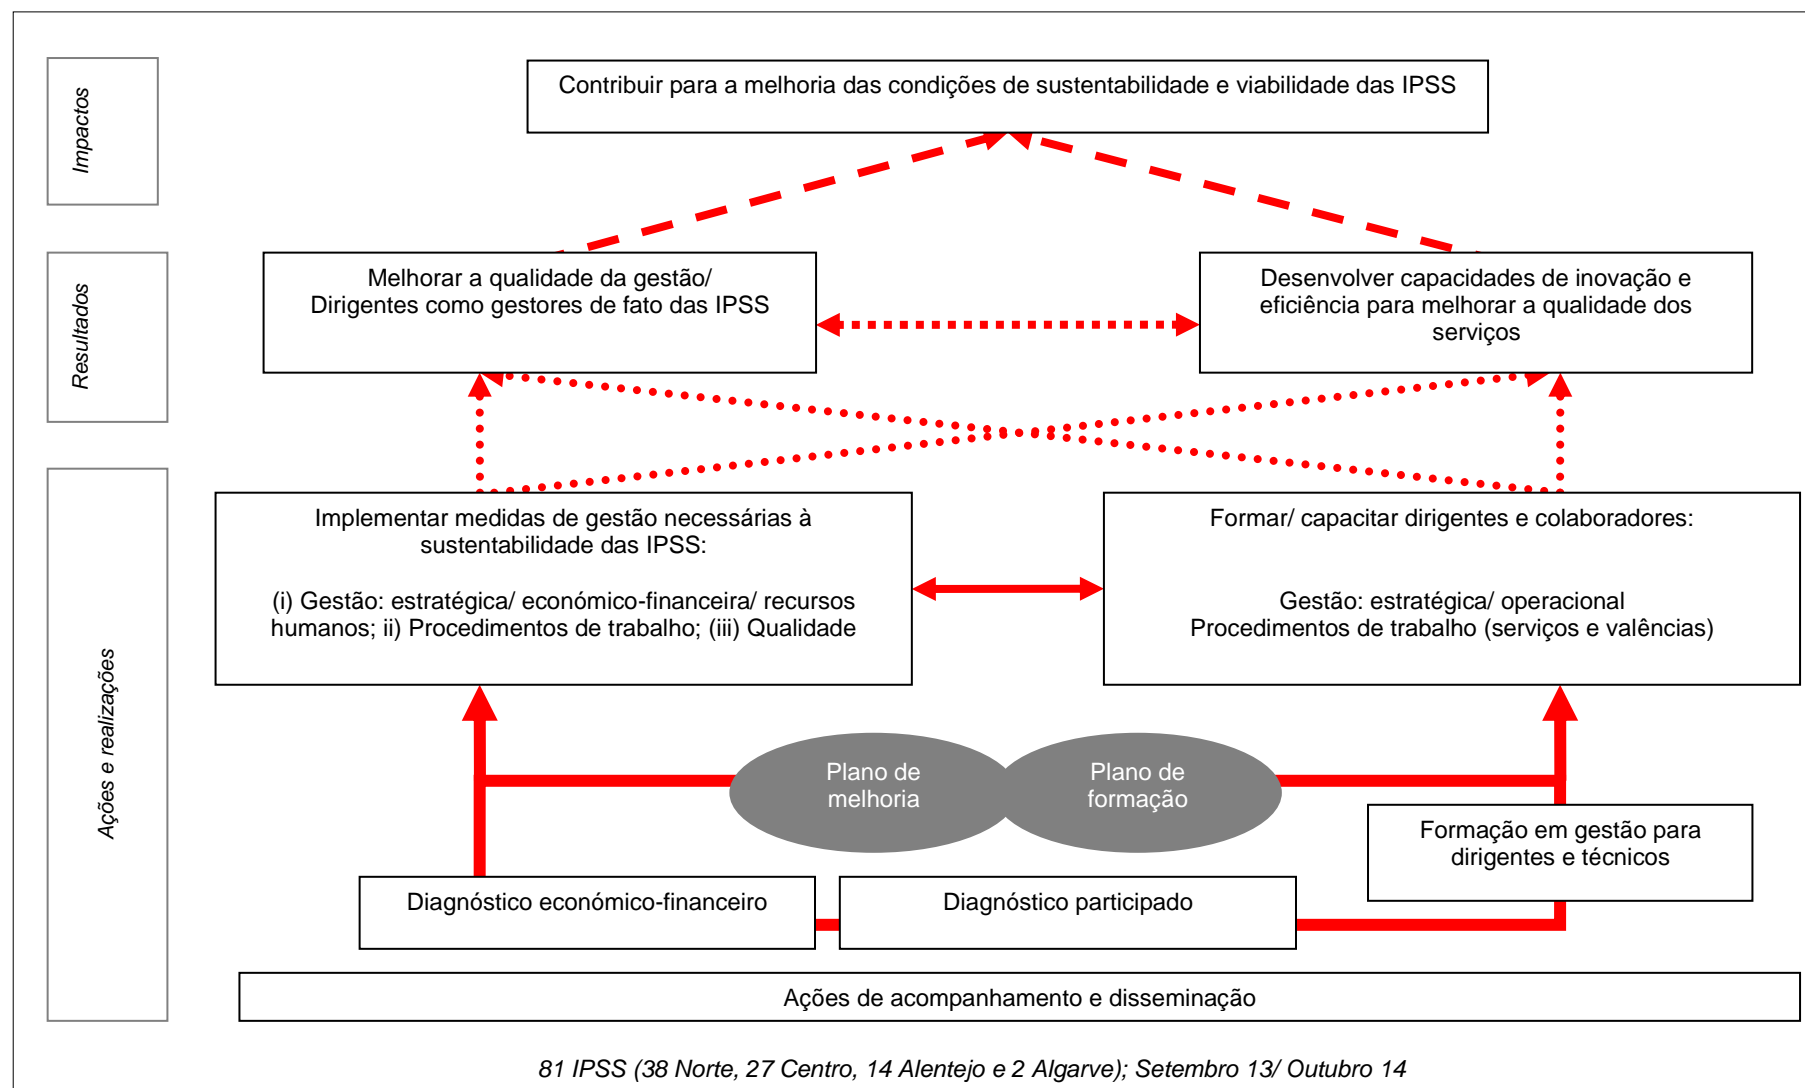 Impactos
Contribuir para a melhoria das condições de sustentabilidade e viabilidade das IPSS
Resultados
Melhorar a qualidade da gestão/
Dirigentes como gestores de fato das IPSS
Desenvolver capacidades de inovação e
eficiência para melhorar a qualidade dos
serviços
Ações e realizações
Implementar medidas de gestão necessárias à
sustentabilidade das IPSS:
(i) Gestão: estratégica/ económico-financeira/ recursos
humanos; ii) Procedimentos de trabalho; (iii) Qualidade
Formar/ capacitar dirigentes e colaboradores:
Gestão: estratégica/ operacional
Procedimentos de trabalho (serviços e valências)
Plano de
melhoria
Plano de
formação
Formação em gestão para
dirigentes e técnicos
Diagnóstico económico-financeiro
Diagnóstico participado
Ações de acompanhamento e disseminação
81 IPSS (38 Norte, 27 Centro, 14 Alentejo e 2 Algarve); Setembro 13/ Outubro 14